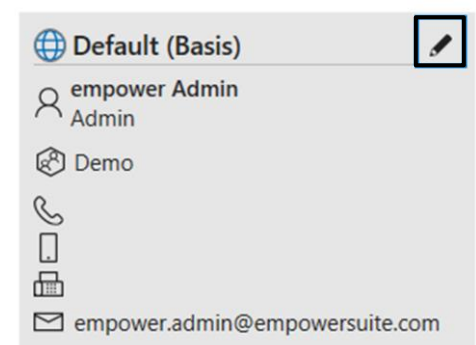 Default (Basis)
empower Admin
Admin
Demo
empower.admin@empowersuite.com